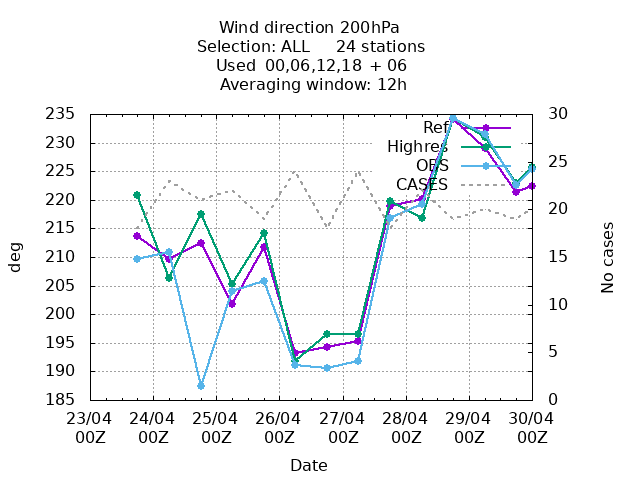 Wind direction 200hPa
Selection: ALL 24 stations
Used 00,06,12,18 + 06
Averaging window: 12h
235
230
225
220
215
210
205
200
195
190
185
deg
30
25
20
15
10
5
0
No cases
Ref
Highres
OBS
CASES
23/04 24/04 25/04 26/04 27/04 28/04 29/04 30/04
00Z 00Z 00Z 00Z 00Z 00Z 00Z 00Z
Date